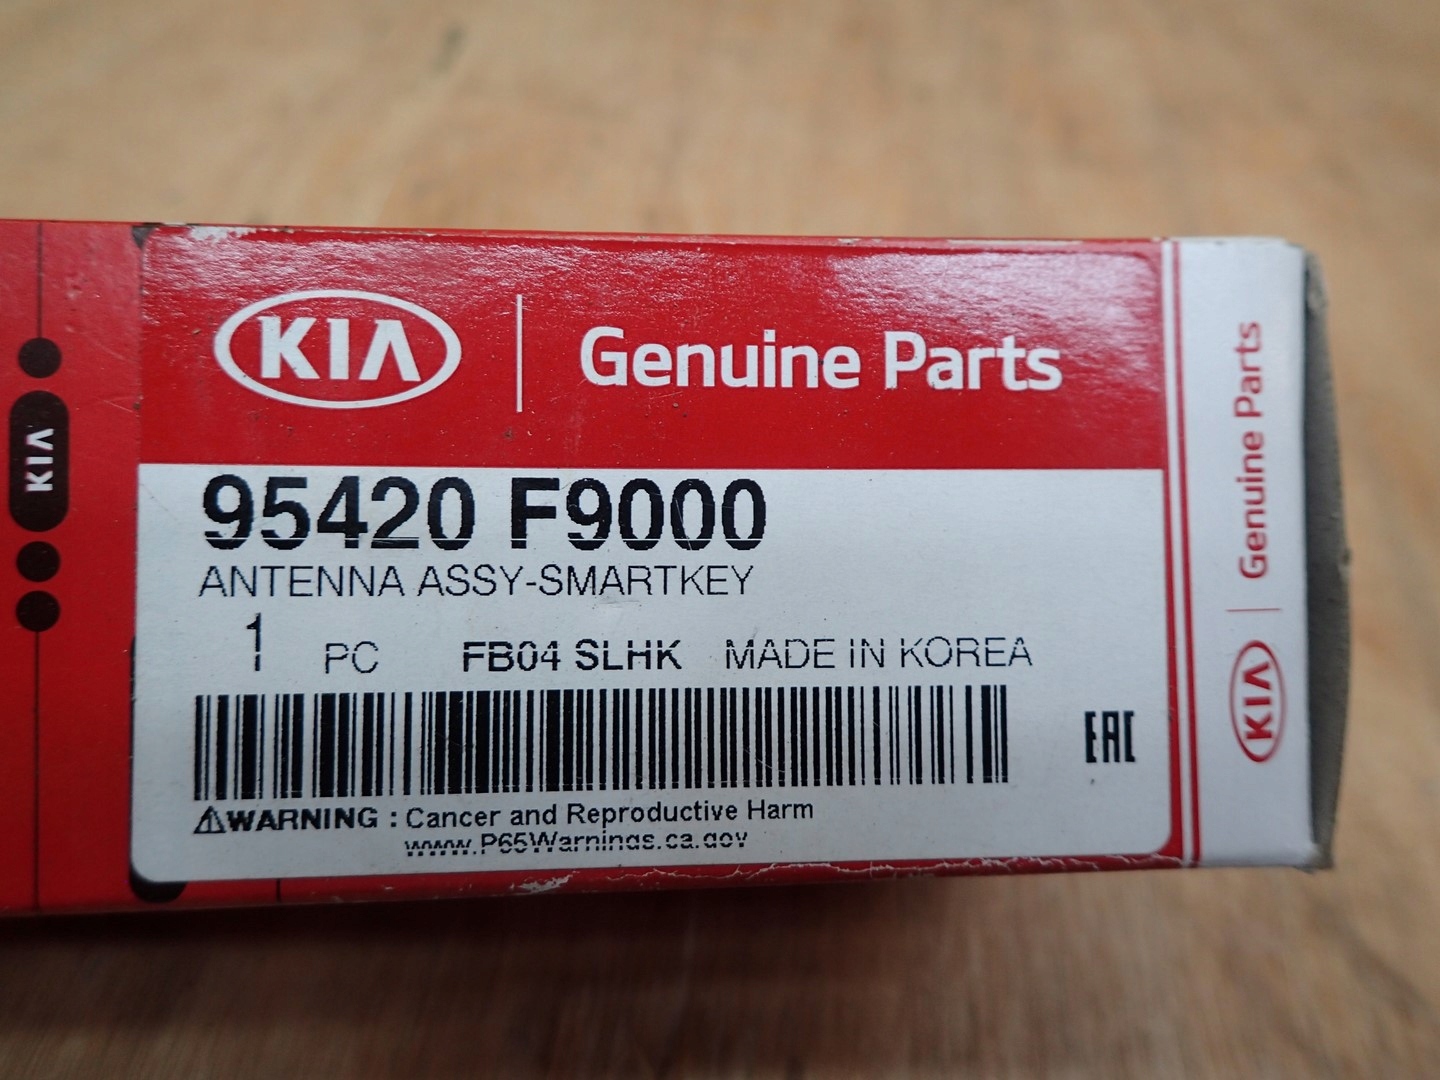 KIA
KIA | Genuine Parts
95420 F9000
ANTENNA ASSY-SMARTKEY
1 PC FB04 SLHK MADE IN KOREA
EAC
⚠WARNING : Cancer and Reproductive Harm
www.P65Warnings.ca.gov
KIA | Genuine Parts